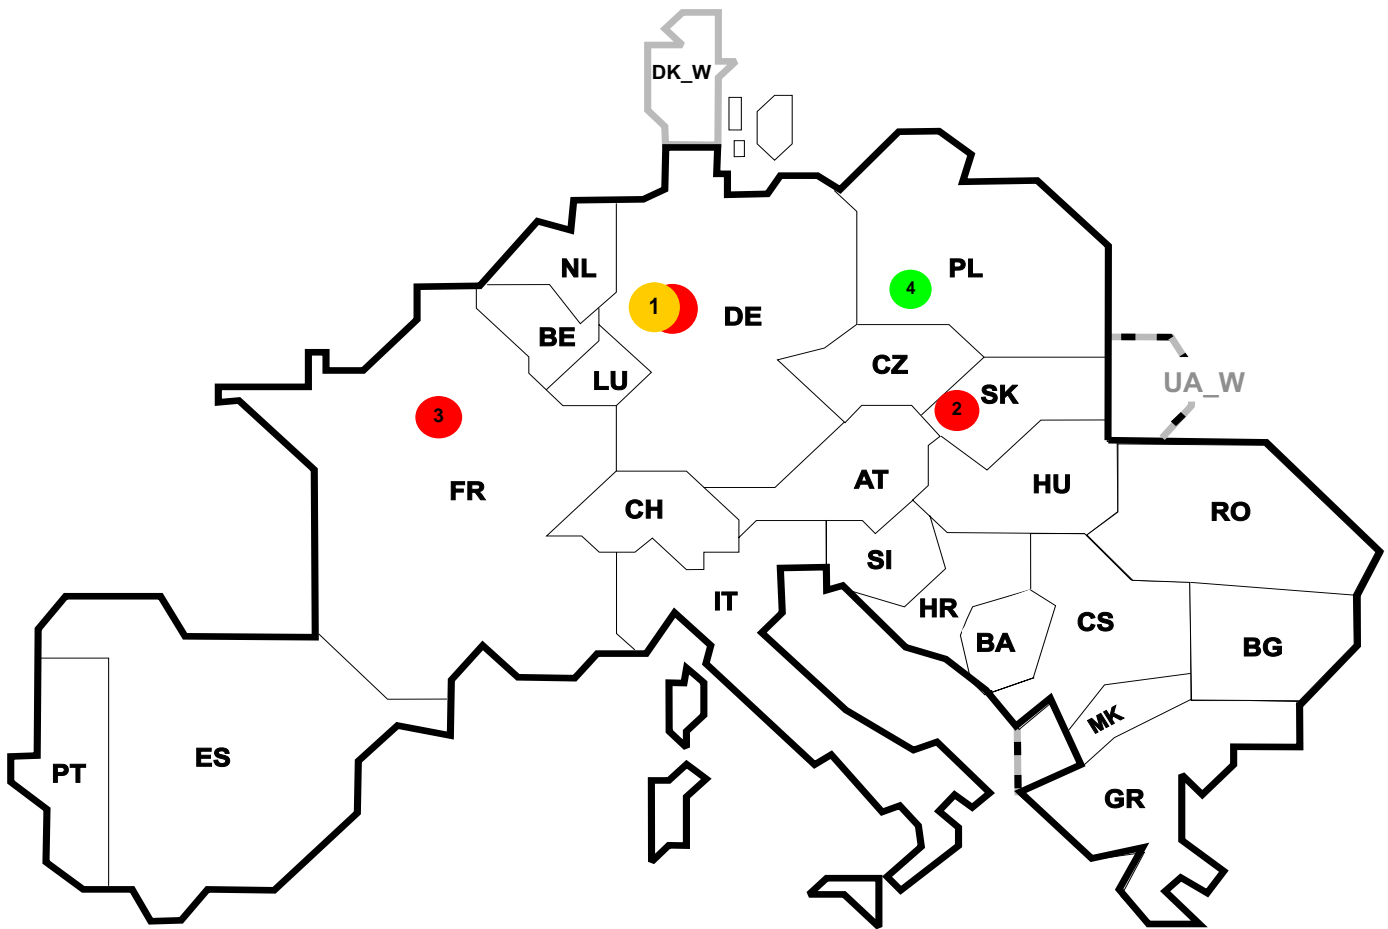 DK_W
NL
4
PL
1
DE
BE
CZ
LU
SK
UA_W
3
2
FR
AT
HU
CH
RO
SI
IT
HR
CS
BA
BG
MK
ES
PT
GR